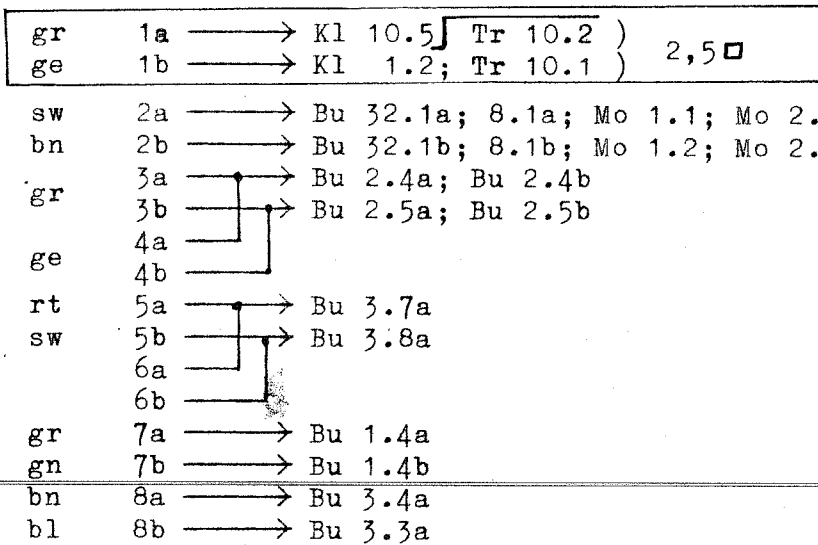 gr 1a → Kl 10.5 Tr 10.2 ) 2,5□
ge 1b → Kl 1.2; Tr 10.1 )
sw 2a → Bu 32.1a; 8.1a; Mo 1.1; Mo 2.
bn 2b → Bu 32.1b; 8.1b; Mo 1.2; Mo 2.
gr 3a → Bu 2.4a; Bu 2.4b
3b → Bu 2.5a; Bu 2.5b
ge 4a
4b
rt 5a → Bu 3.7a
sw 5b → Bu 3.8a
6a
6b
gr 7a → Bu 1.4a
gn 7b → Bu 1.4b
bn 8a → Bu 3.4a
bl 8b → Bu 3.3a